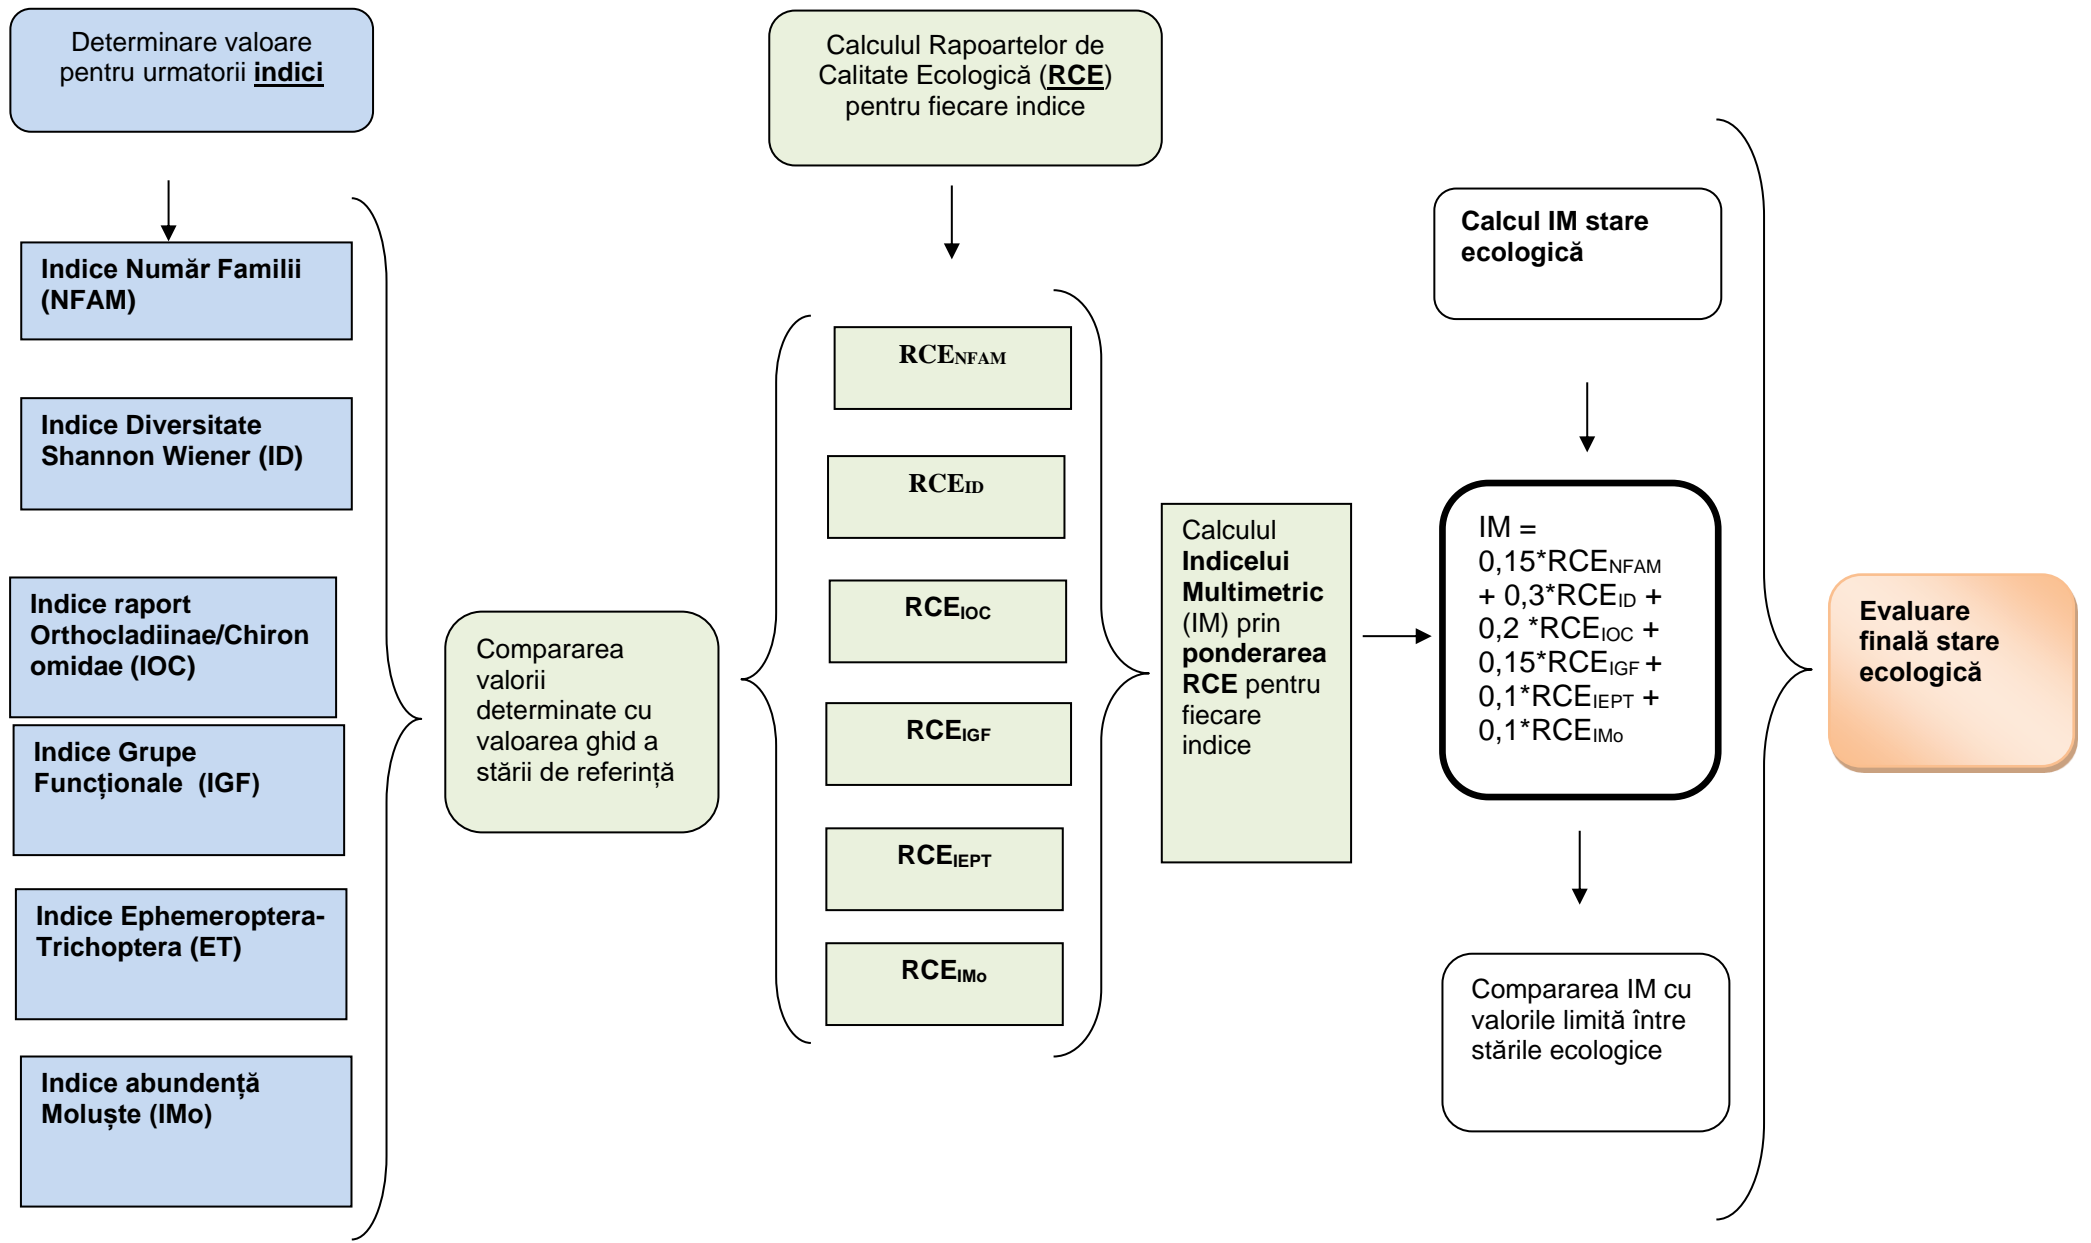 Determinare valoare
pentru urmatorii indici
Indice Număr Familii
(NFAM)
Indice Diversitate
Shannon Wiener (ID)
Indice raport
Orthocladiinae/Chiron
omidae (IOC)
Indice Grupe
Funcționale  (IGF)
Indice Ephemeroptera-
Trichoptera (ET)
Indice abundență
Moluște (IMo)
Compararea
valorii
determinate cu
valoarea ghid a
stării de referință
Calculul Rapoartelor de
Calitate Ecologică (RCE)
pentru fiecare indice
RCENFAM
RCEID
RCEIOC
RCEIGF
RCEIEPT
RCEIMo
Calculul
Indicelui
Multimetric
(IM) prin
ponderarea
RCE pentru
fiecare
indice
Calcul IM stare
ecologică
IM =
0,15*RCENFAM
+ 0,3*RCEID +
0,2 *RCEIOC +
0,15*RCEIGF +
0,1*RCEIEPT +
0,1*RCEIMo
Compararea IM cu
valorile limită între
stările ecologice
Evaluare
finală stare
ecologică